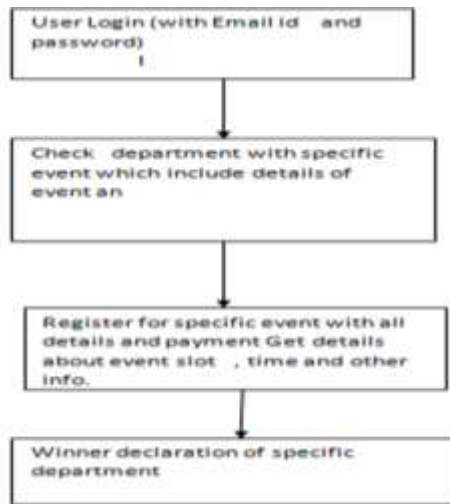 User Login (with Email id and
password)
I
Check department with specific
event which include details of
event an
Register for specific event with all
details and payment Get details
about event slot , time and other
info.
Winner declaration of specific
department